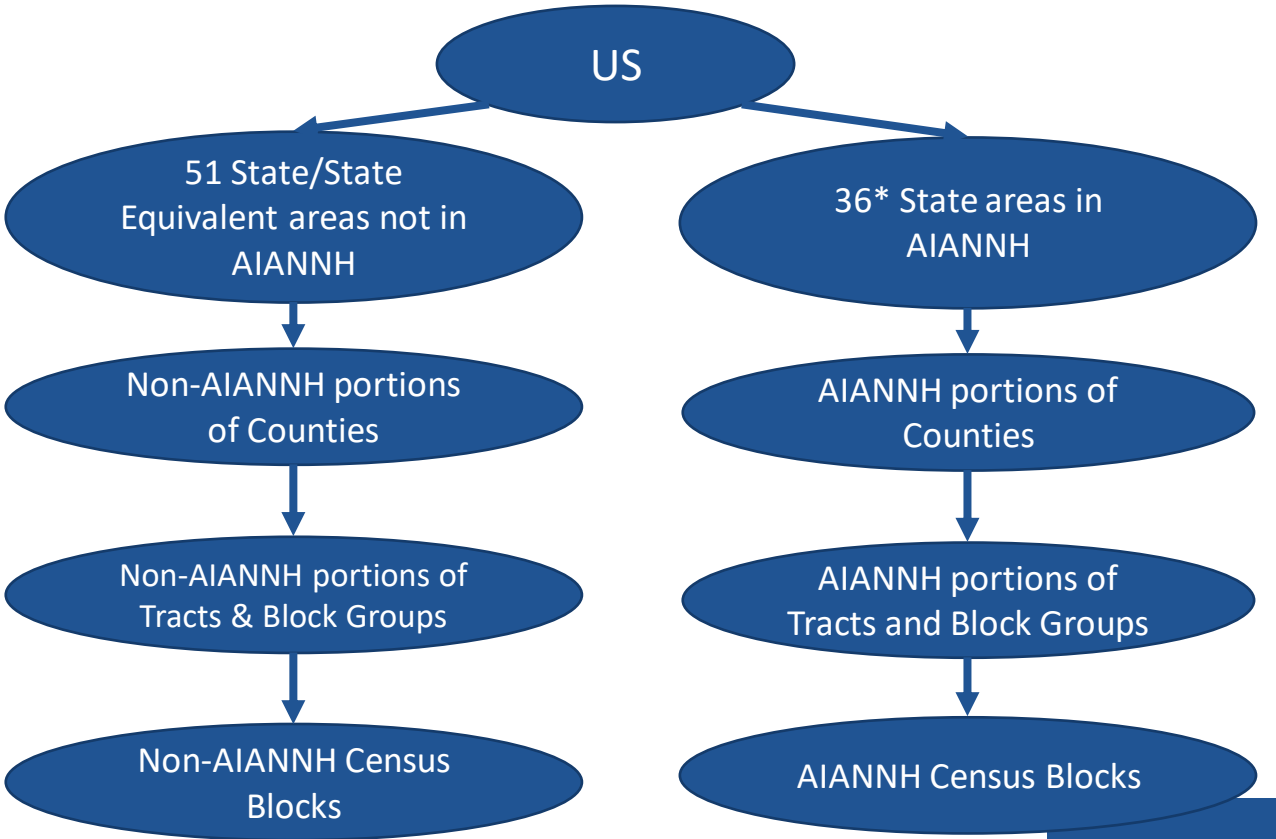 US
51 State/State
Equivalent areas not in
AIANNH
36* State areas in
AIANNH
Non-AIANNH portions
of Counties
AIANNH portions of
Counties
Non-AIANNH portions of
Tracts & Block Groups
AIANNH portions of
Tracts and Block Groups
Non-AIANNH Census
Blocks
AIANNH Census Blocks